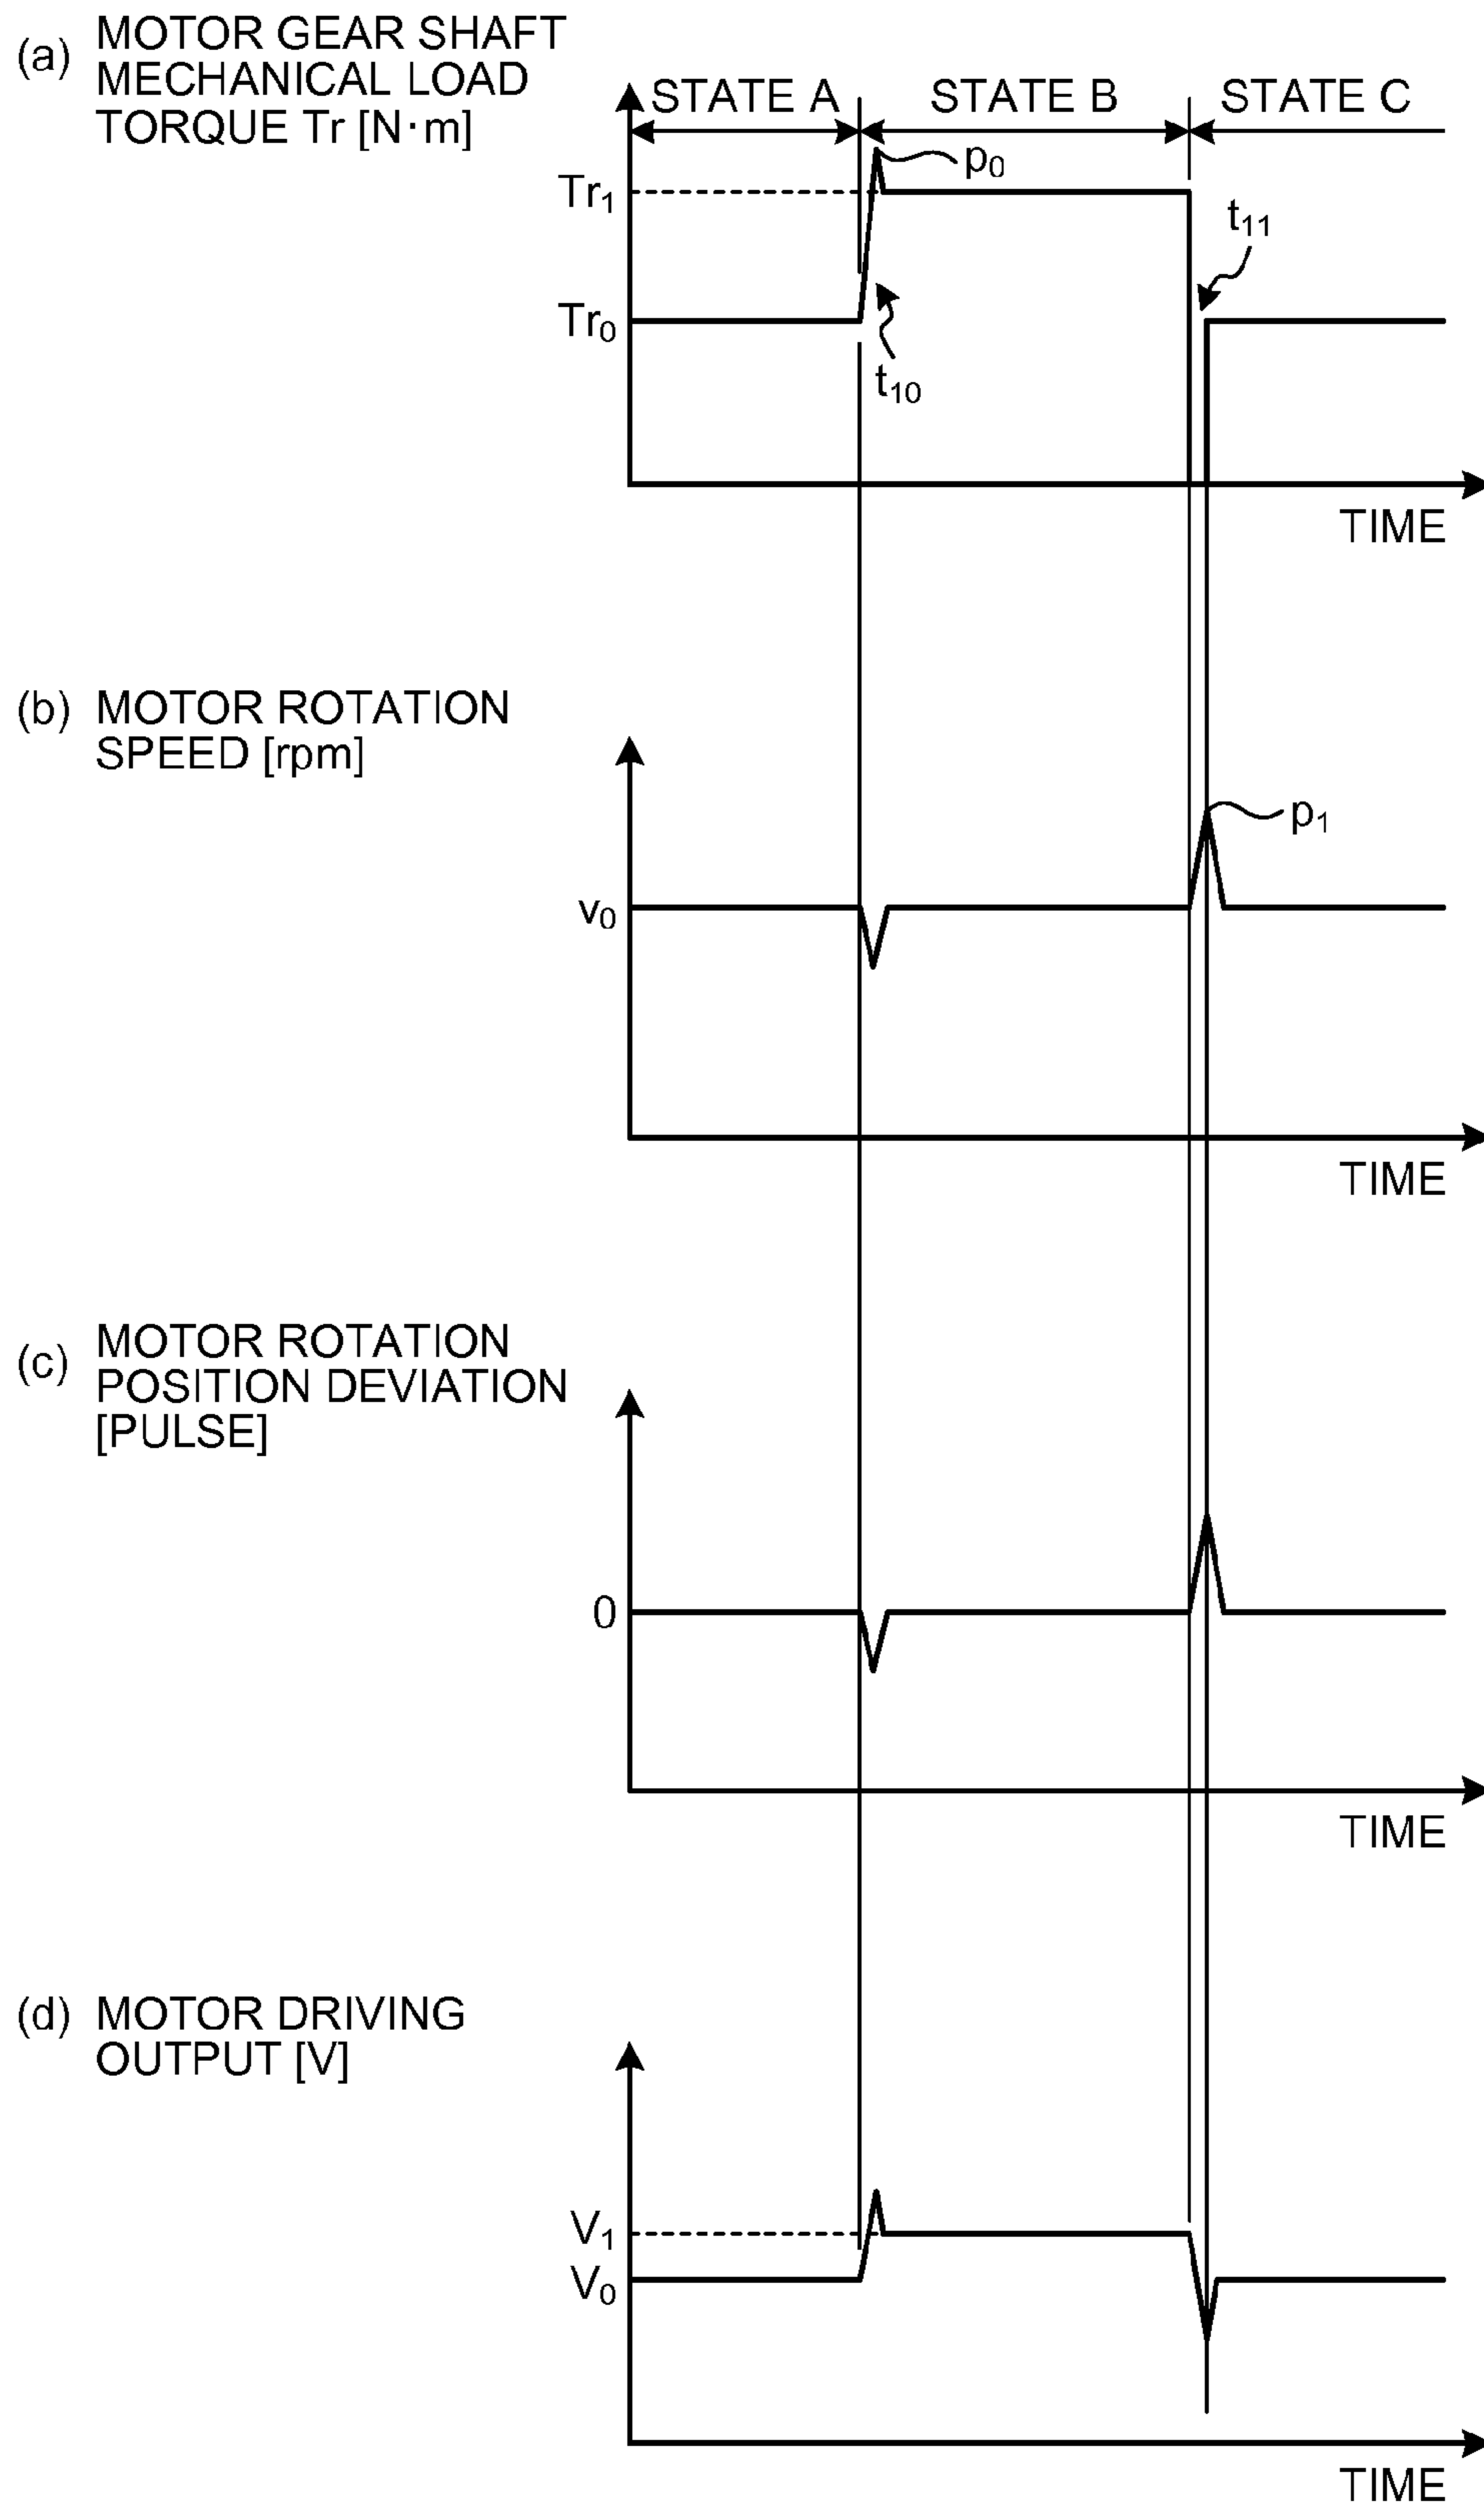 (a) MOTOR GEAR SHAFT
MECHANICAL LOAD
TORQUE Tr [N·m]
STATE A
STATE B
STATE C
p0
Tr1
t11
Tr0
t10
TIME
(b) MOTOR ROTATION
SPEED [rpm]
p1
v0
TIME
(c) MOTOR ROTATION
POSITION DEVIATION
[PULSE]
0
TIME
(d) MOTOR DRIVING
OUTPUT [V]
V1
V0
TIME